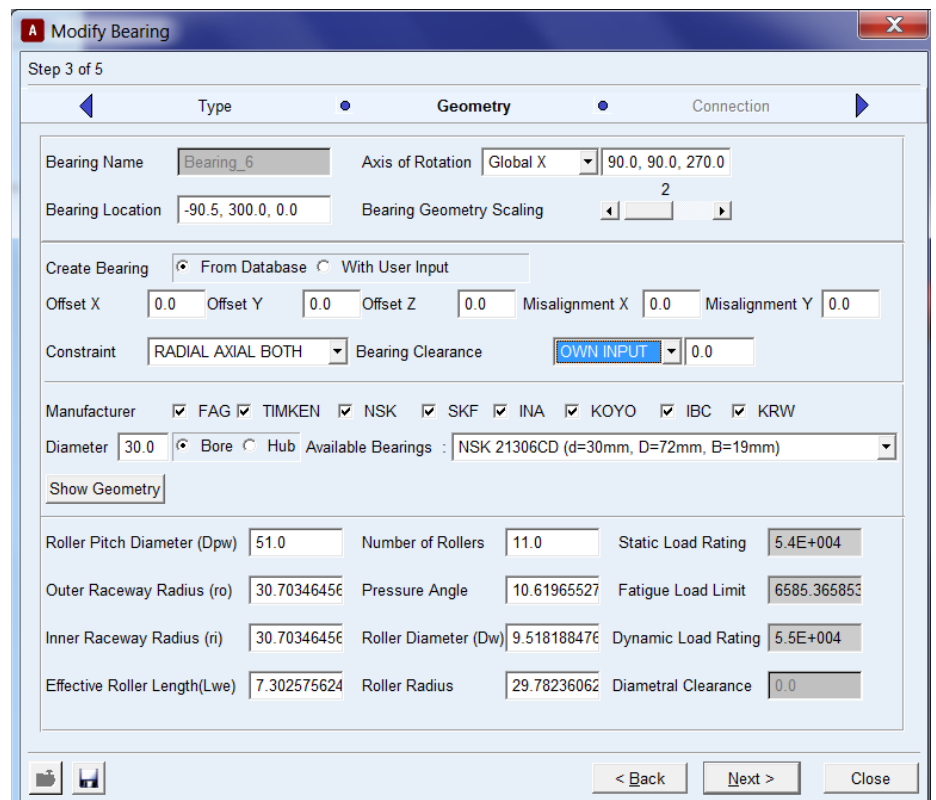 A Modify Bearing X
Step 3 of 5
Type Geometry Connection
Bearing Name Bearing_6 Axis of Rotation Global X 90.0, 90.0, 270.0
2
Bearing Location -90.5, 300.0, 0.0 Bearing Geometry Scaling
Create Bearing From Database With User Input
Offset X 0.0 Offset Y 0.0 Offset Z 0.0 Misalignment X 0.0 Misalignment Y 0.0
Constraint RADIAL AXIAL BOTH Bearing Clearance OWN INPUT 0.0
Manufacturer FAG TIMKEN NSK SKF INA KOYO IBC KRW
Diameter 30.0 Bore Hub Available Bearings : NSK 21306CD (d=30mm, D=72mm, B=19mm)
Show Geometry
Roller Pitch Diameter (Dpw) 51.0 Number of Rollers 11.0 Static Load Rating 5.4E+004
Outer Raceway Radius (ro) 30.70346456 Pressure Angle 10.61965527 Fatigue Load Limit 6585.365853
Inner Raceway Radius (ri) 30.70346456 Roller Diameter (Dw) 9.518188476 Dynamic Load Rating 5.5E+004
Effective Roller Length(Lwe) 7.302575624 Roller Radius 29.78236062 Diametral Clearance 0.0
< Back Next > Close